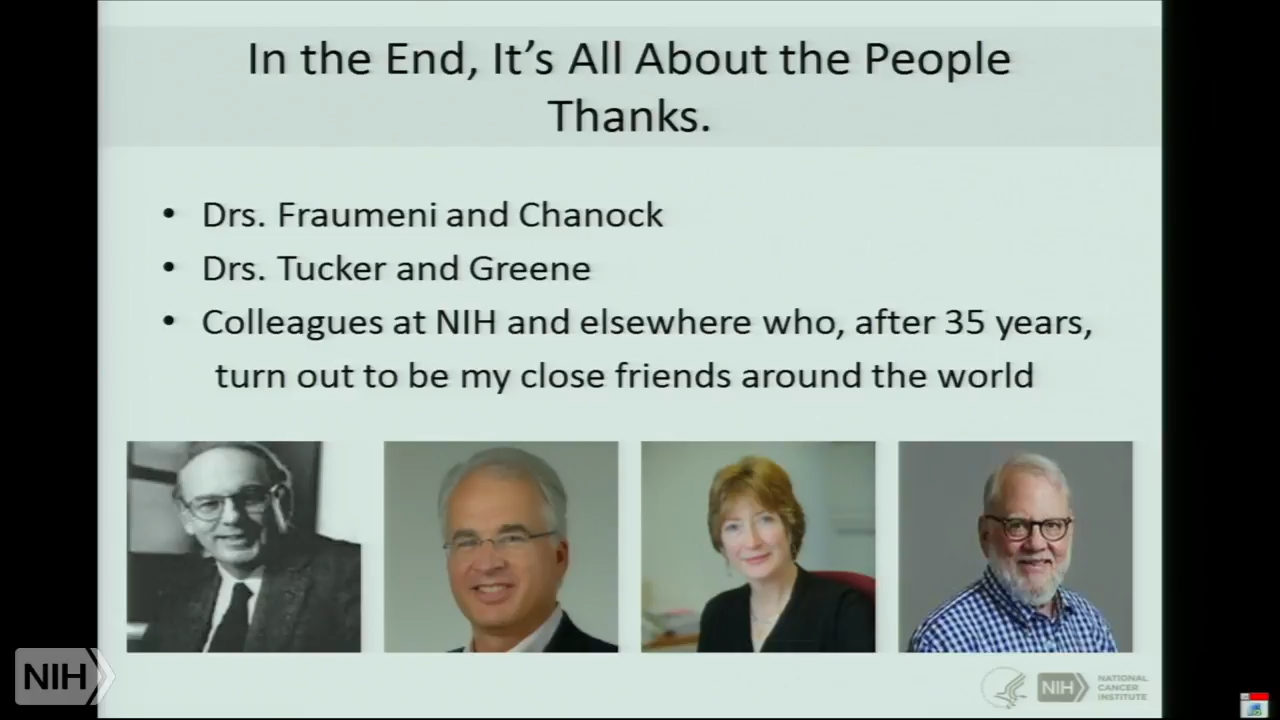 In the End, It's All About the People
Thanks.
• Drs. Fraumeni and Chanock
• Drs. Tucker and Greene
• Colleagues at NIH and elsewhere who, after 35 years,
turn out to be my close friends around the world
NIH
NIH
NATIONAL
CANCER
INSTITUTE